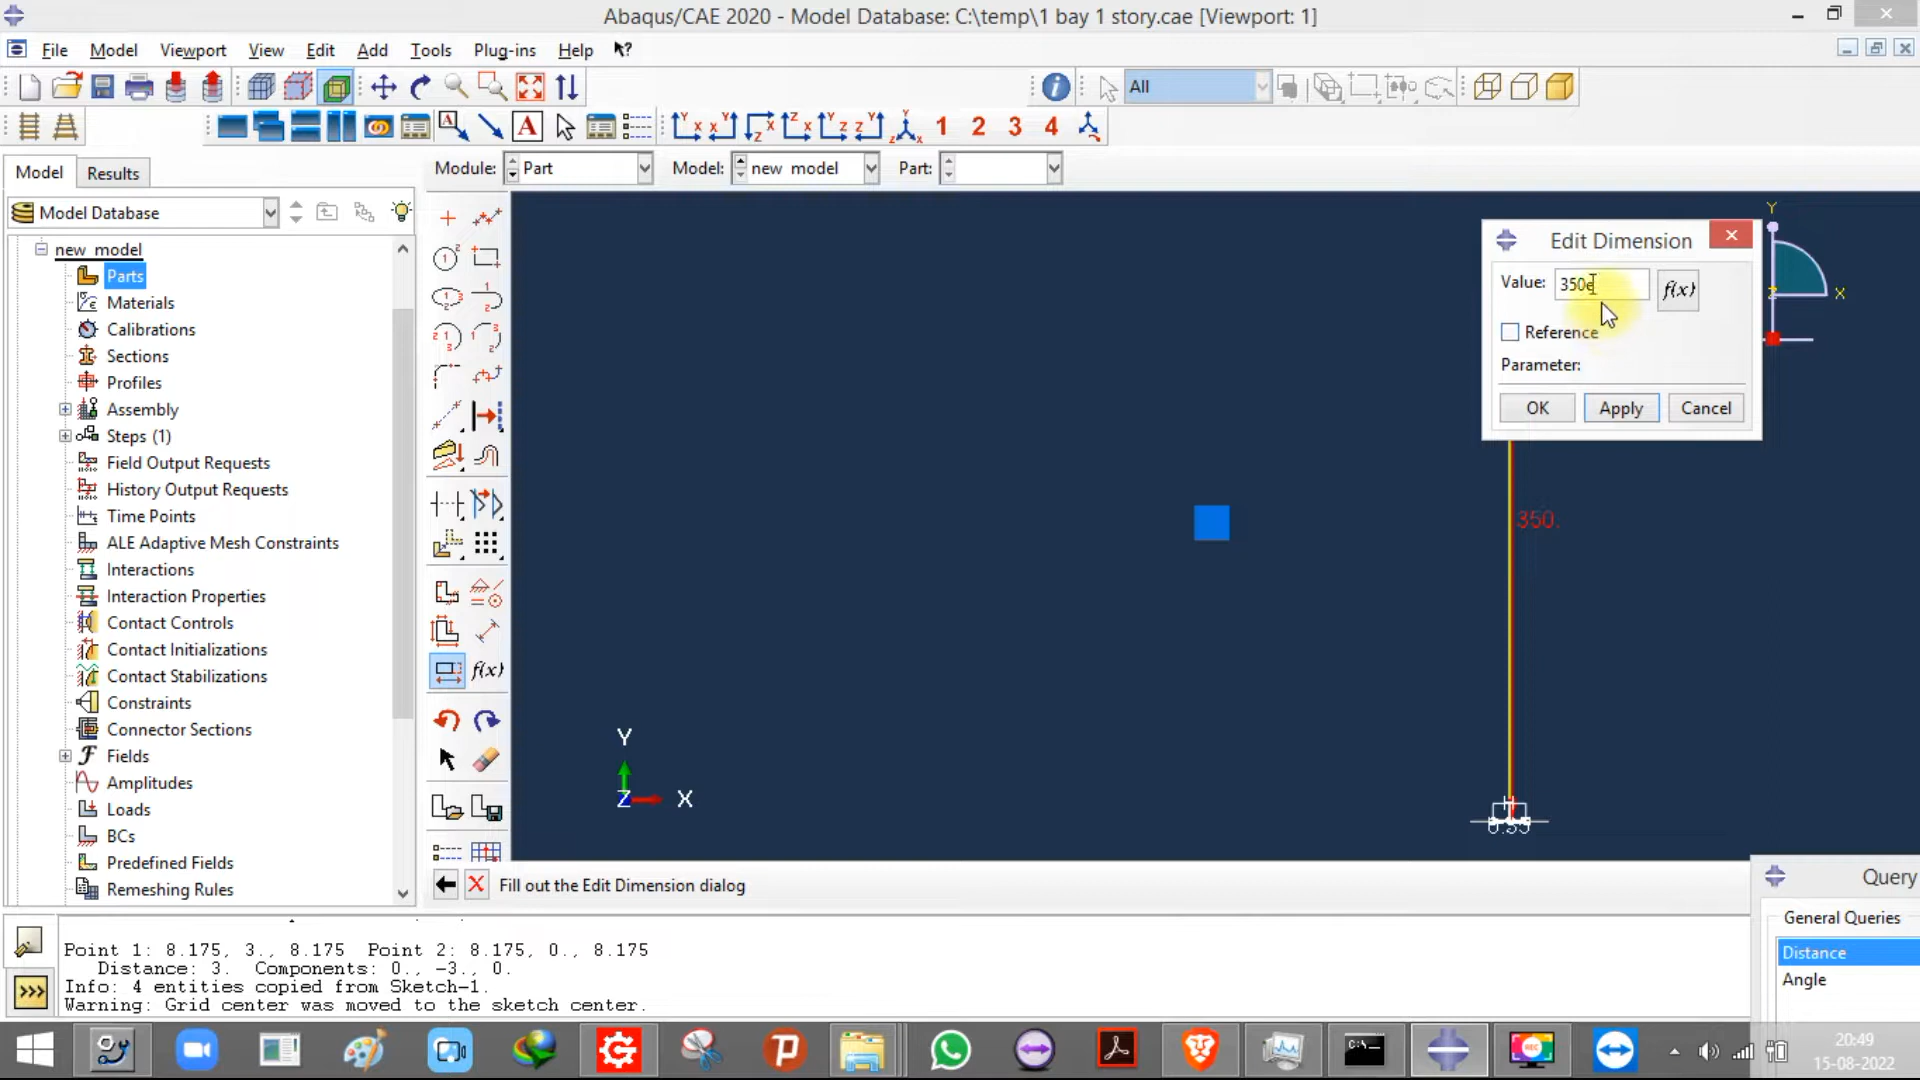 Abaqus/CAE 2020 - Model Database: C:\temp\1 bay 1 story.cae [Viewport: 1]
File Model Viewport View Edit Add Tools Plug-ins Help
All
1 2 3 4
Model Results
Module: Part Model: new_model Part:
Model Database
new_model
Parts
Materials
Calibrations
Sections
Profiles
Assembly
Steps (1)
Field Output Requests
History Output Requests
Time Points
ALE Adaptive Mesh Constraints
Interactions
Interaction Properties
Contact Controls
Contact Initializations
Contact Stabilizations
Constraints
Connector Sections
Fields
Amplitudes
Loads
BCs
Predefined Fields
Remeshing Rules
f(x)
Edit Dimension
Value: 350e
f(x)
Reference
Parameter:
OK Apply Cancel
Y
Z X
350.
0.35
Y
Z X
Fill out the Edit Dimension dialog
Point 1: 8.175, 3., 8.175 Point 2: 8.175, 0., 8.175
Distance: 3. Components: 0., -3., 0.
Info: 4 entities copied from Sketch-1.
Warning: Grid center was moved to the sketch center.
>>>
Query
General Queries
Distance
Angle
20:49
15-08-2022